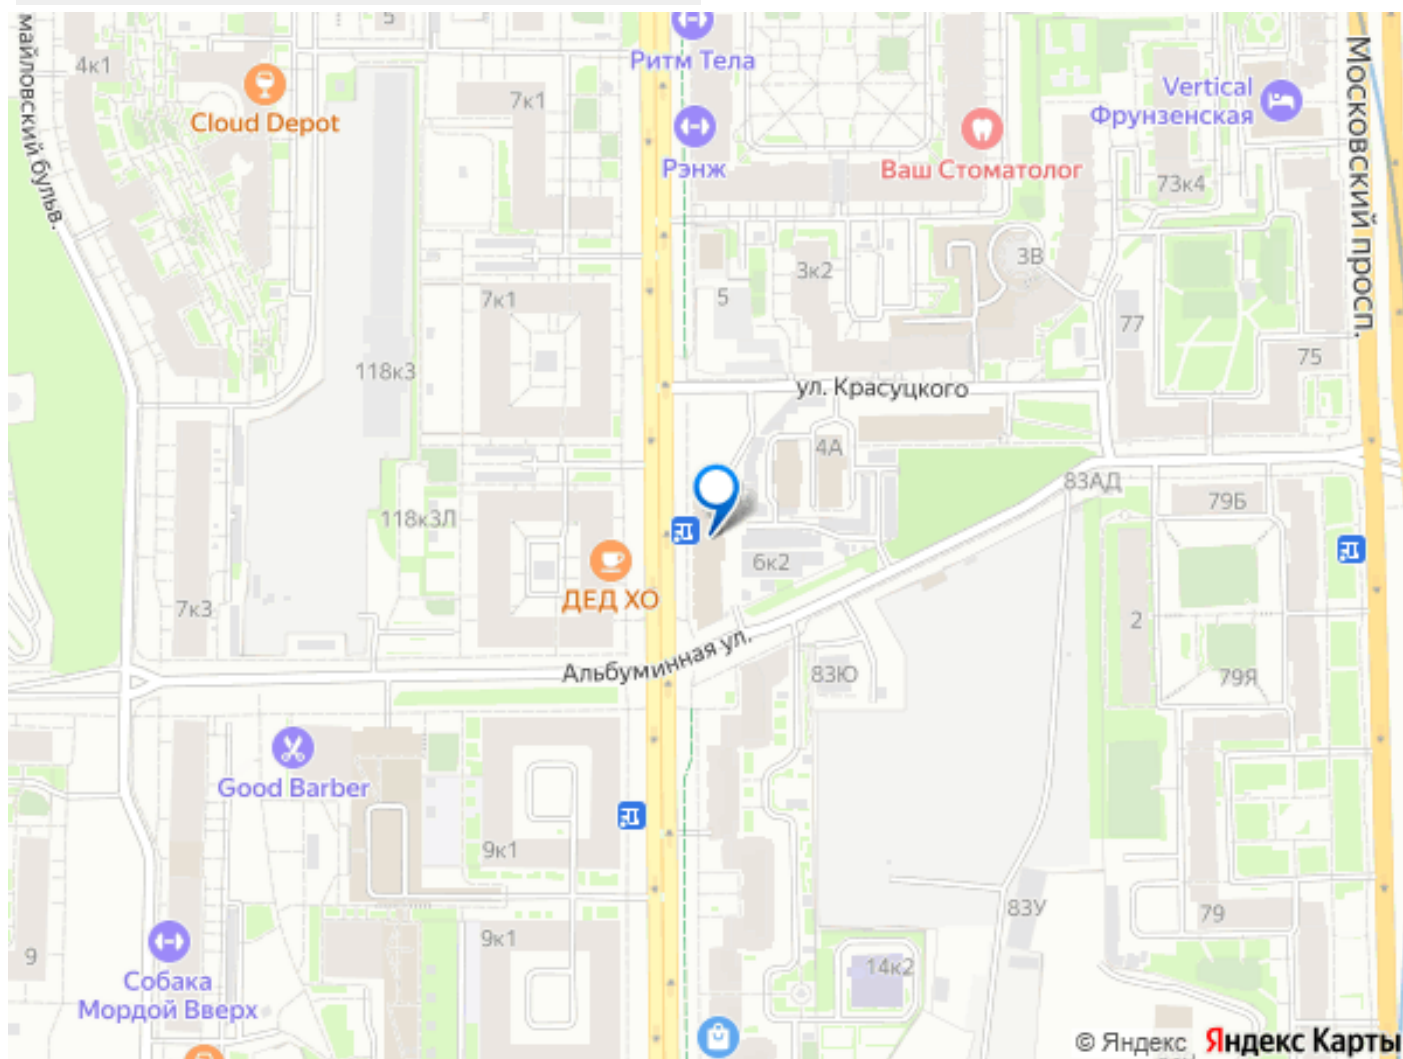 майловский бульв.
4к1
5
Cloud Depot
7к1
Ритм Тела
Рэнж
Ваш Стоматолог
Vertical
Фрунзенская
Московский просп.
73к4
3к2
3В
5
7к1
77
75
118к3
ул. Красуцкого
4А
83АД
79Б
118к3Л
6к2
ДЕД ХО
7к3
2
Альбуминная ул.
83Ю
79Я
Good Barber
9к1
83У
79
9к1
14к2
9
Собака
Мордой Вверх
© Яндекс Яндекс Карты